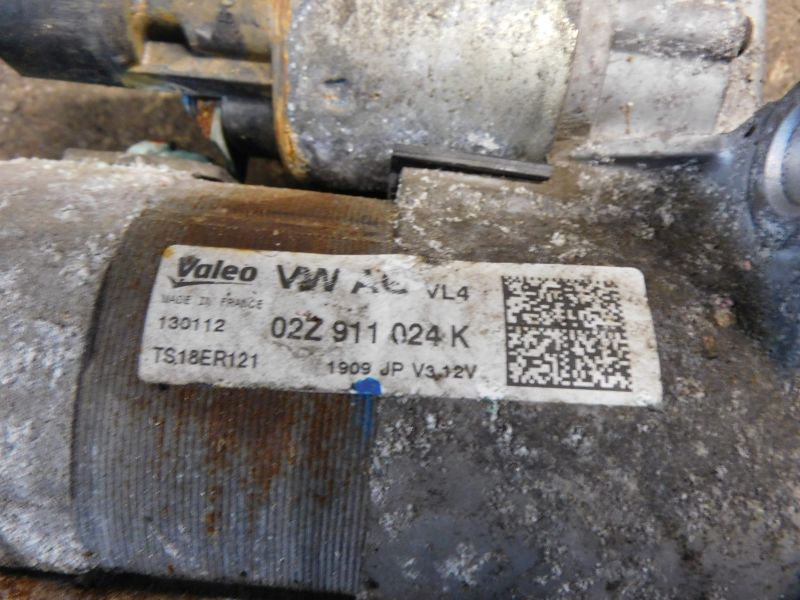 Valeo VW AG VL4
MADE IN FRANCE
130112 02Z 911 024 K
TS18ER121 1909 JP V3.12V